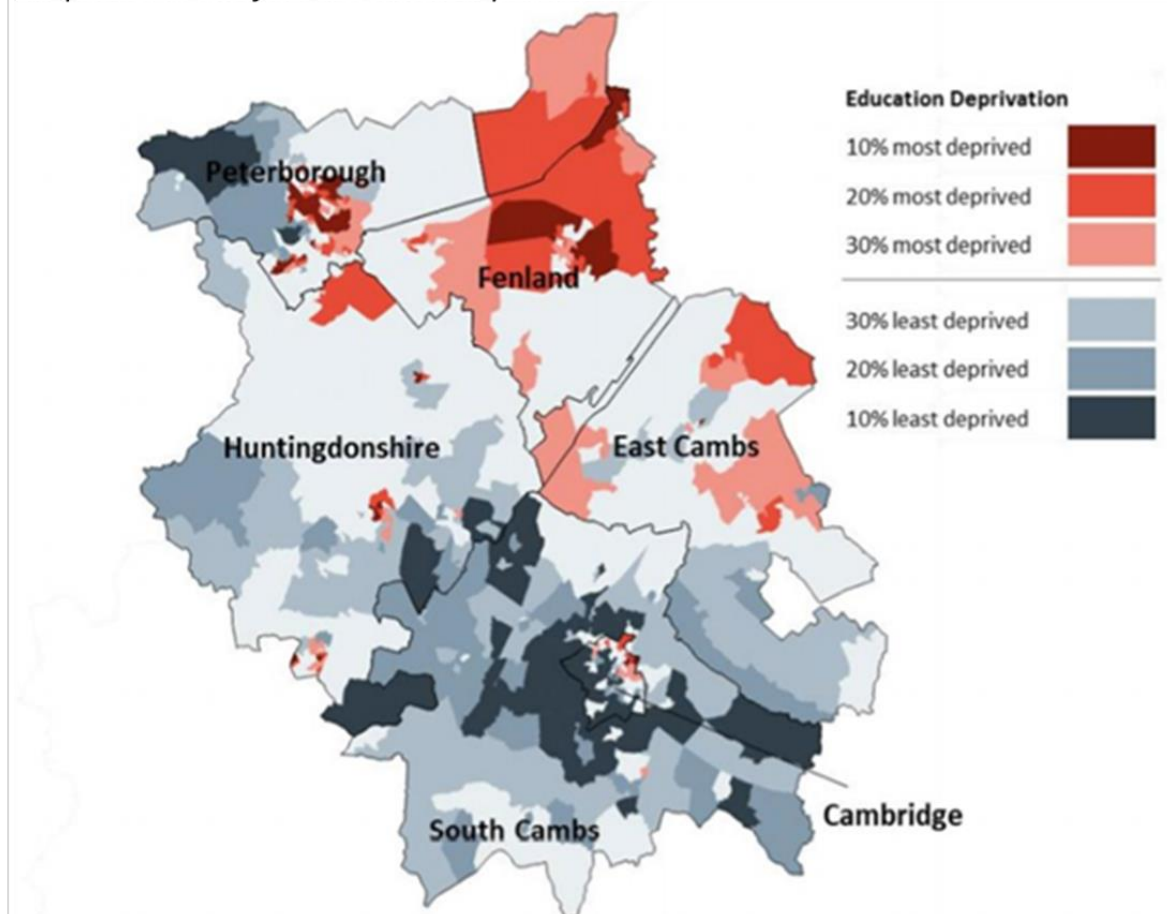 Education Deprivation
10% most deprived
20% most deprived
30% most deprived
30% least deprived
20% least deprived
10% least deprived
Peterborough
Fenland
Huntingdonshire
East Cambs
Cambridge
South Cambs